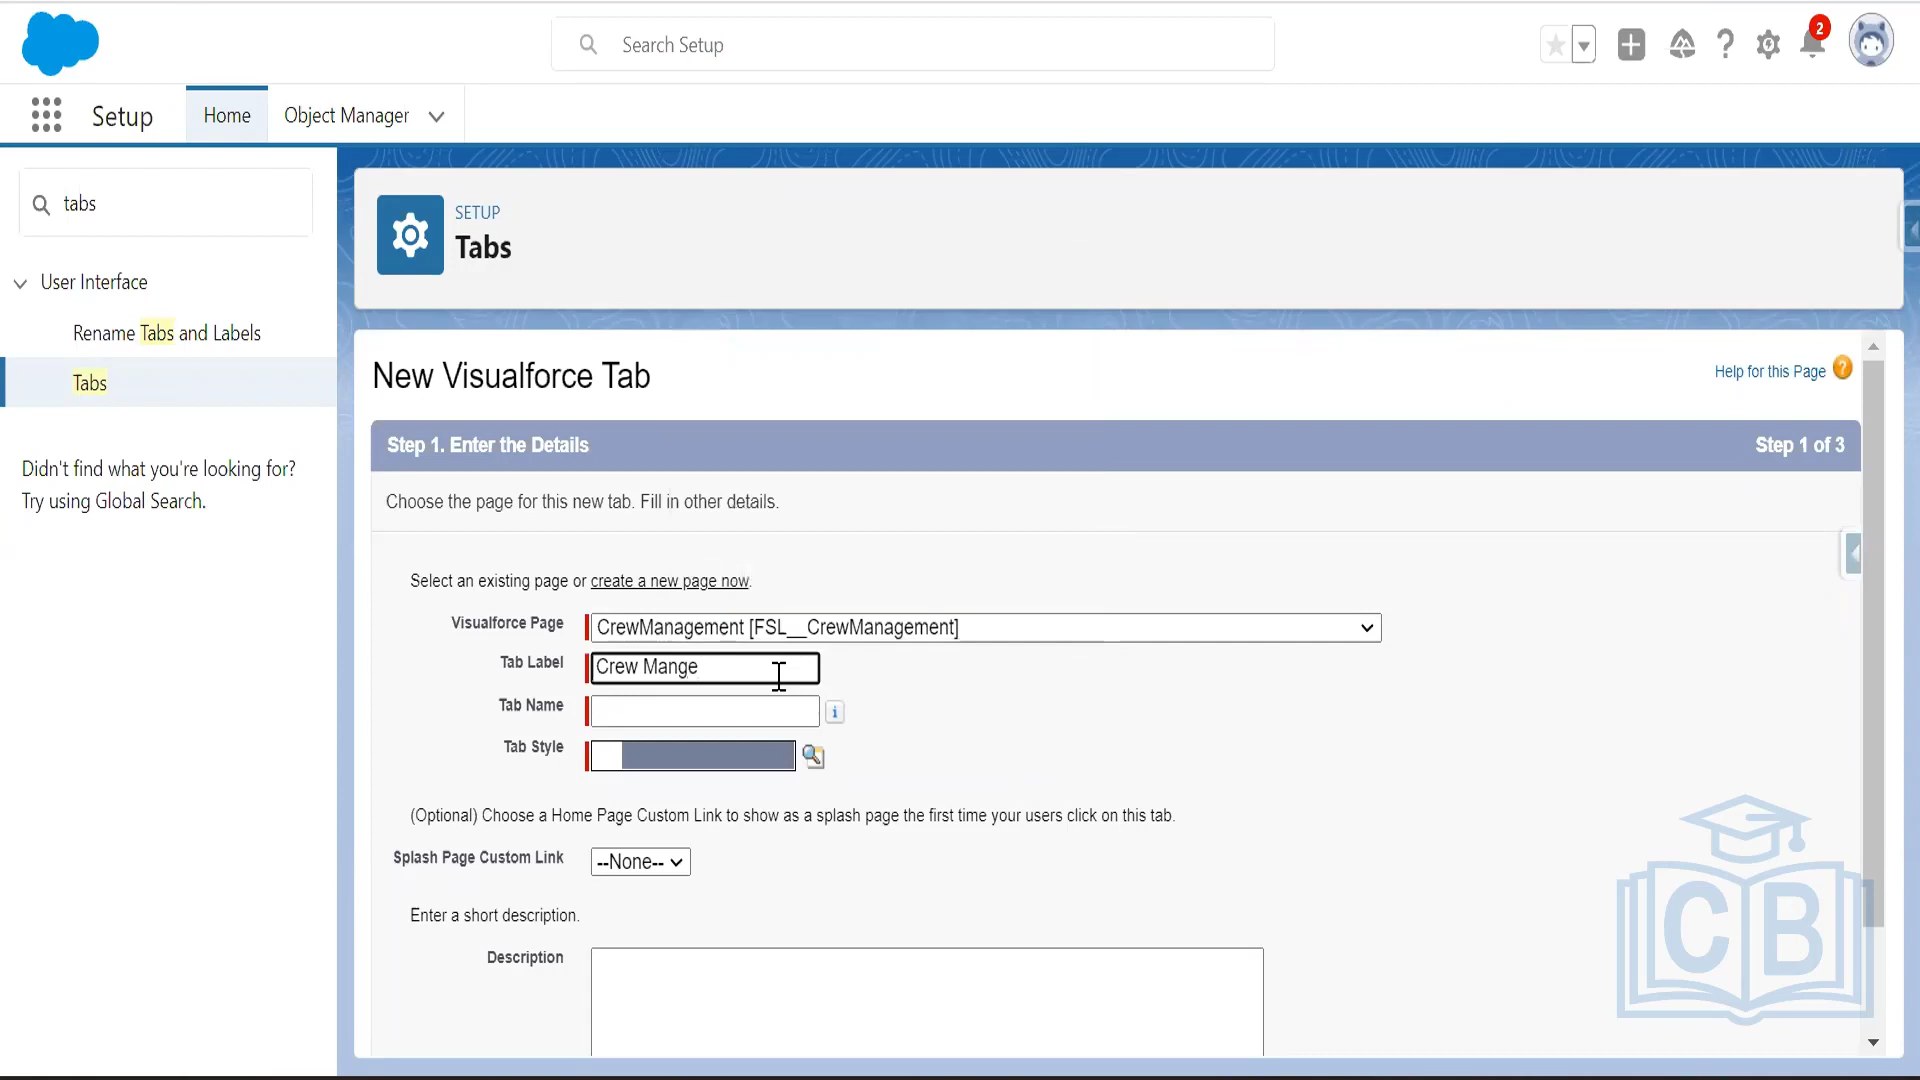 Search Setup
2
Setup
Home
Object Manager
tabs
User Interface
Rename Tabs and Labels
Tabs
Didn't find what you're looking for?
Try using Global Search.
SETUP
Tabs
New Visualforce Tab
Help for this Page
?
Step 1. Enter the Details
Step 1 of 3
Choose the page for this new tab. Fill in other details.
Select an existing page or create a new page now.
Visualforce Page
CrewManagement [FSL__CrewManagement]
Tab Label
Crew Mange
Tab Name
i
Tab Style
(Optional) Choose a Home Page Custom Link to show as a splash page the first time your users click on this tab.
Splash Page Custom Link
--None--
Enter a short description.
Description
CB